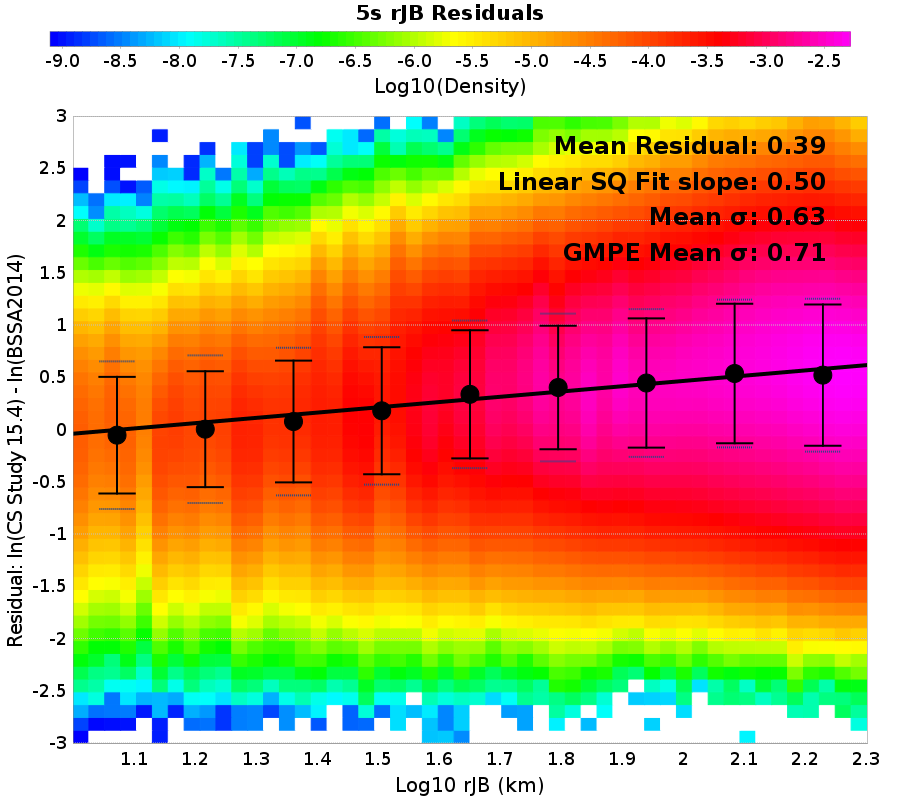 5s rJB Residuals
-9.0 -8.5 -8.0 -7.5 -7.0 -6.5 -6.0 -5.5 -5.0 -4.5 -4.0 -3.5 -3.0 -2.5
Log10(Density)
Mean Residual: 0.39
Linear SQ Fit slope: 0.50
Mean σ: 0.63
GMPE Mean σ: 0.71
Residual: ln(CS Study 15.4) - ln(BSSA2014)
3
2.5
2
1.5
1
0.5
0
-0.5
-1
-1.5
-2
-2.5
-3
1.1 1.2 1.3 1.4 1.5 1.6 1.7 1.8 1.9 2 2.1 2.2 2.3
Log10 rJB (km)